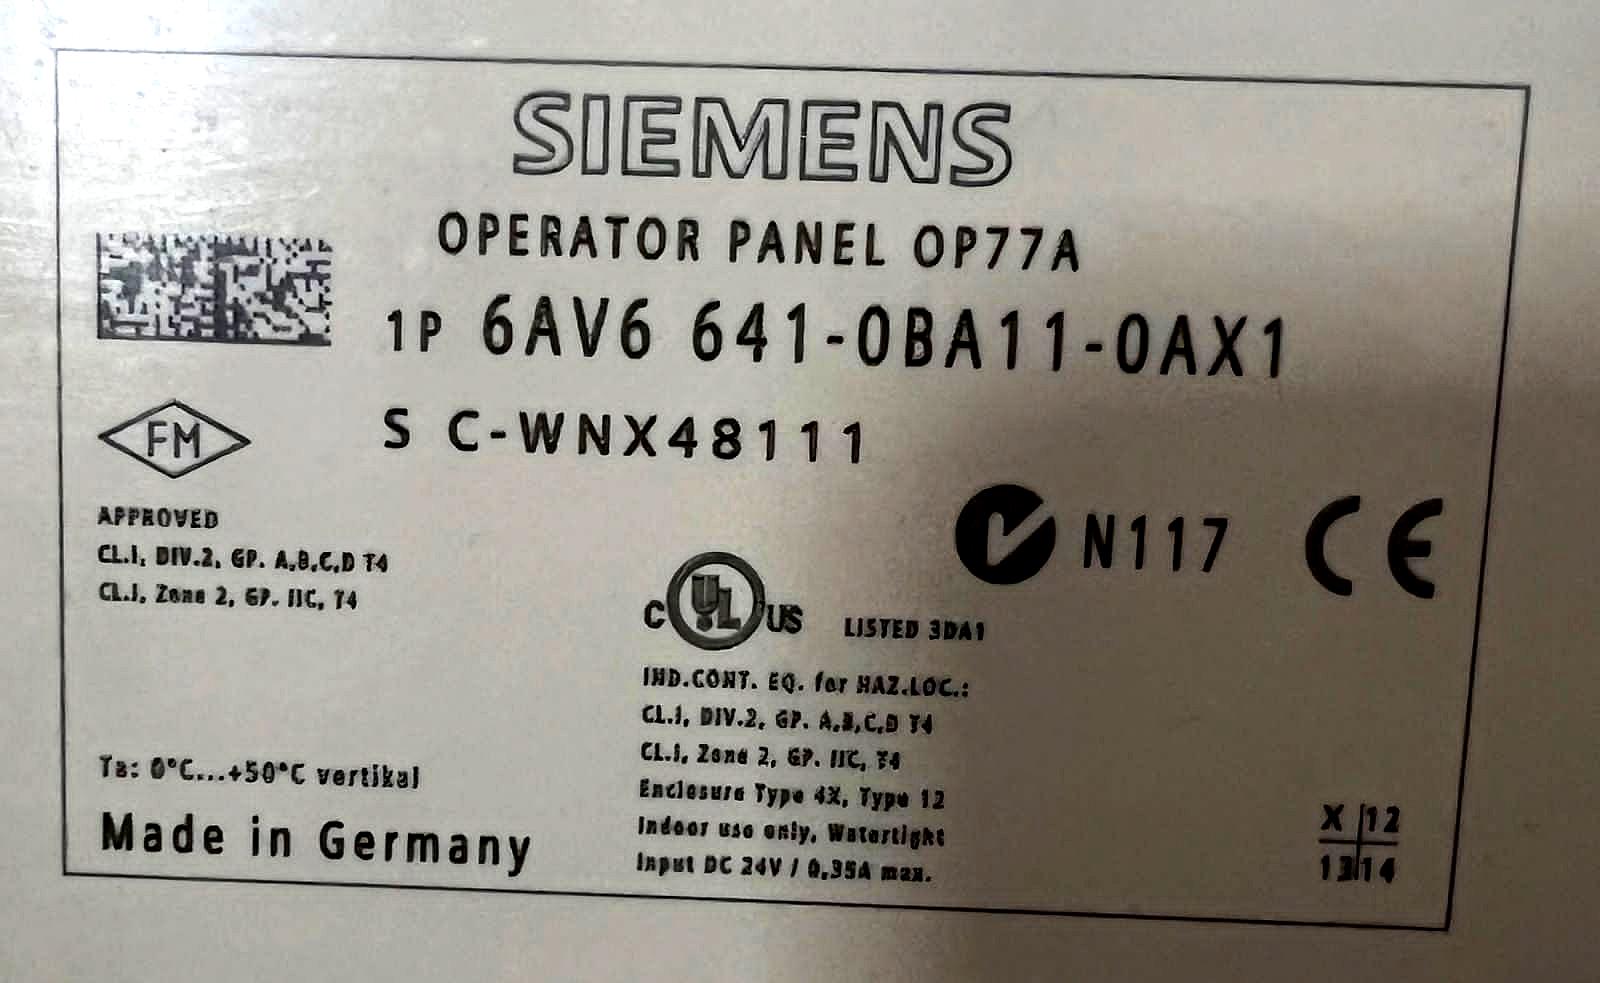 SIEMENS
OPERATOR PANEL OP77A
1P 6AV6 641-0BA11-0AX1
S C-WNX48111
FM
APPROVED
CL.I, DIV.2, GP. A,B,C,D T4
CL.I, Zone 2, GP. IIC, T4
N117 CE
C UL US LISTED 3DA1
IND.CONT. EQ. for HAZ.LOC.:
CL.I, DIV.2, GP. A,B,C,D T4
CL.I, Zone 2, GP. IIC, T4
Enclosure Type 4X, Type 12
Indoor use only, Watertight
Input DC 24V / 0,35A max.
Ta: 0°C...+50°C vertikal
Made in Germany
X 12
13 14